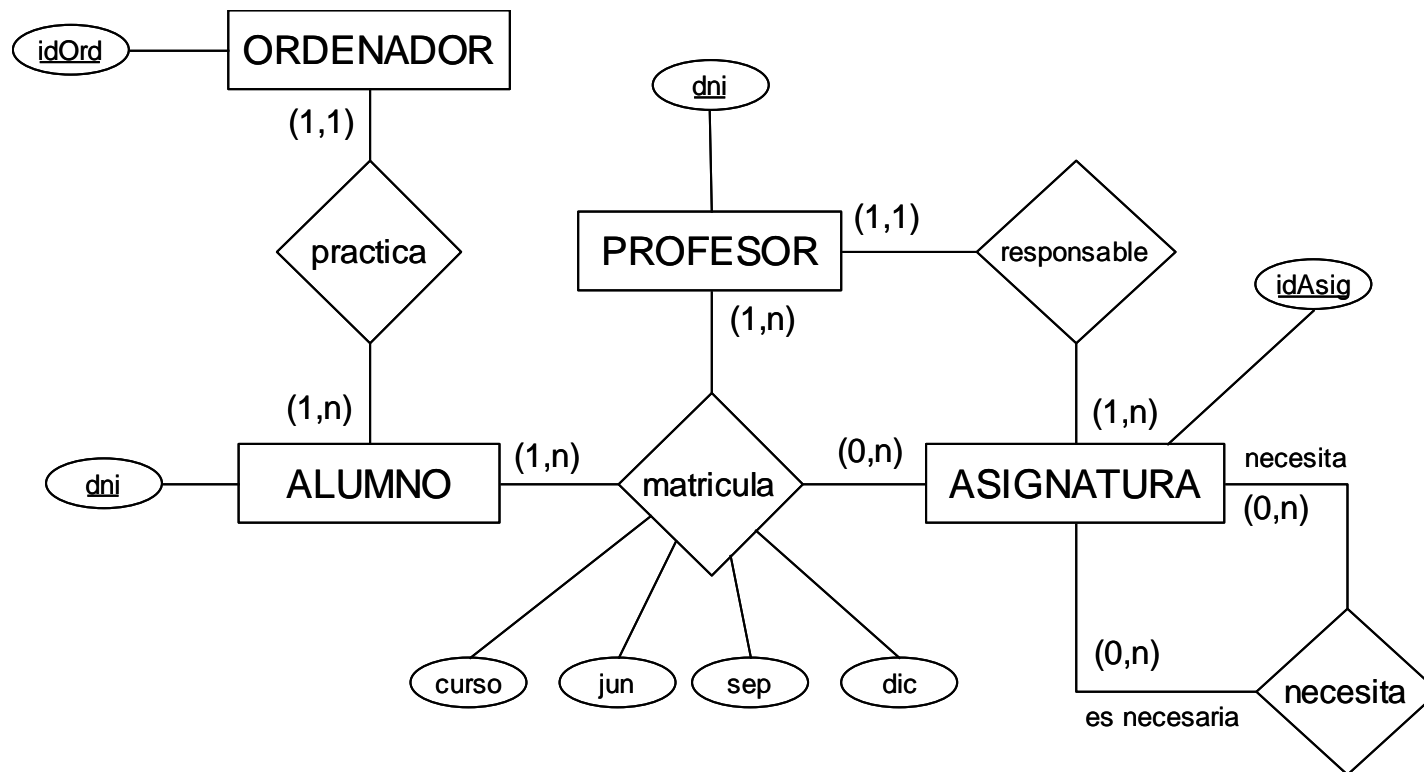 idOrd
ORDENADOR
(1,1)
dni
practica
PROFESOR
(1,1)
responsable
(1,n)
idAsig
(1,n)
(1,n)
dni
ALUMNO
(1,n)
matricula
(0,n)
ASIGNATURA
necesita
(0,n)
curso
jun
sep
dic
(0,n)
es necesaria
necesita